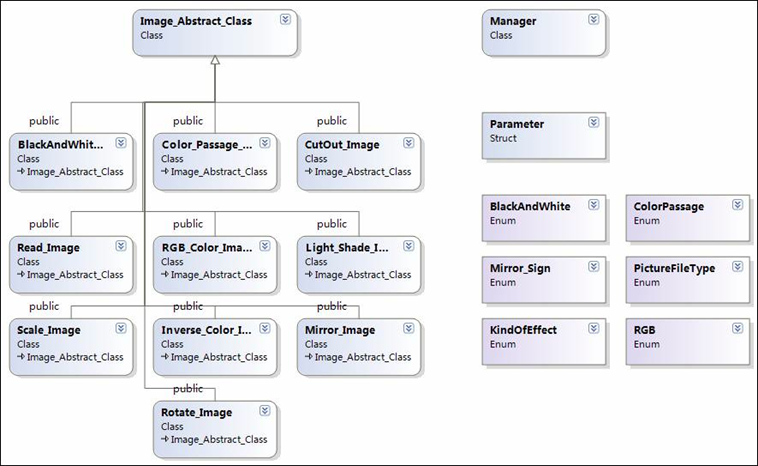 Image_Abstract_Class
Class
Manager
Class
public
public
public
BlackAndWhit...
Class
Image_Abstract_Class
Color_Passage_...
Class
Image_Abstract_Class
CutOut_Image
Class
Image_Abstract_Class
Parameter
Struct
public
public
public
Read_Image
Class
Image_Abstract_Class
RGB_Color_Ima...
Class
Image_Abstract_Class
Light_Shade_I...
Class
Image_Abstract_Class
BlackAndWhite
Enum
ColorPassage
Enum
Mirror_Sign
Enum
PictureFileType
Enum
public
public
public
Scale_Image
Class
Image_Abstract_Class
Inverse_Color_I...
Class
Image_Abstract_Class
Mirror_Image
Class
Image_Abstract_Class
KindOfEffect
Enum
RGB
Enum
public
Rotate_Image
Class
Image_Abstract_Class